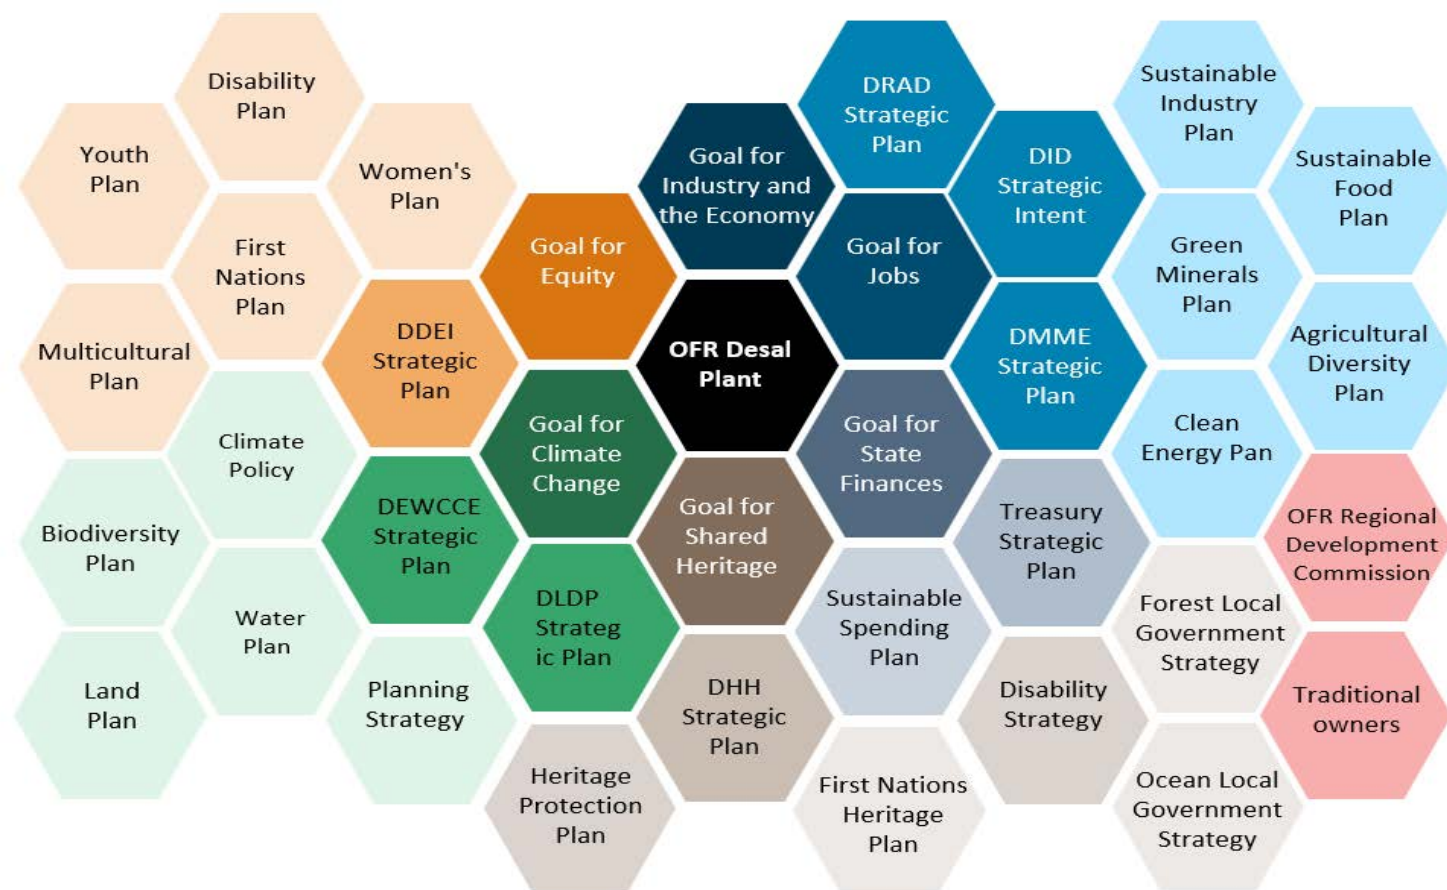 Disability
Plan
Youth
Plan
Women's
Plan
First
Nations
Plan
Multicultural
Plan
DDEI
Strategic
Plan
Goal for
Equity
Goal for
Industry and
the Economy
DRAD
Strategic
Plan
Goal for
Jobs
DID
Strategic
Intent
Sustainable
Industry
Plan
Sustainable
Food
Plan
Green
Minerals
Plan
Agricultural
Diversity
Plan
OFR Desal
Plant
DMME
Strategic
Plan
Clean
Energy Pan
Climate
Policy
Goal for
Climate
Change
Goal for
State
Finances
Biodiversity
Plan
DEWCCE
Strategic
Plan
Goal for
Shared
Heritage
Treasury
Strategic
Plan
OFR Regional
Development
Commission
Water
Plan
DLDP
Strateg
ic Plan
Sustainable
Spending
Plan
Forest Local
Government
Strategy
Land
Plan
Planning
Strategy
DHH
Strategic
Plan
Disability
Strategy
Traditional
owners
Heritage
Protection
Plan
First Nations
Heritage
Plan
Ocean Local
Government
Strategy